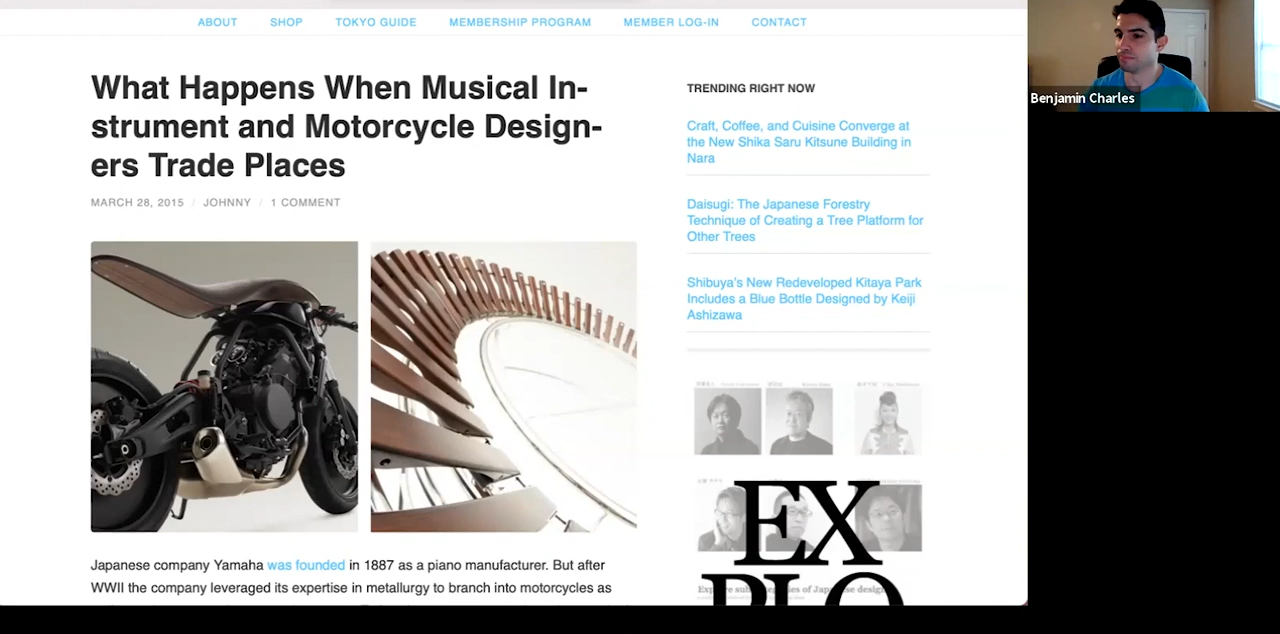 ABOUT SHOP TOKYO GUIDE MEMBERSHIP PROGRAM MEMBER LOG-IN CONTACT
What Happens When Musical In-
strument and Motorcycle Design-
ers Trade Places
MARCH 28, 2015 / JOHNNY / 1 COMMENT
Japanese company Yamaha was founded in 1887 as a piano manufacturer. But after
WWII the company leveraged its expertise in metallurgy to branch into motorcycles as
TRENDING RIGHT NOW
Craft, Coffee, and Cuisine Converge at
the New Shika Saru Kitsune Building in
Nara
Daisugi: The Japanese Forestry
Technique of Creating a Tree Platform for
Other Trees
Shibuya's New Redeveloped Kitaya Park
Includes a Blue Bottle Designed by Keiji
Ashizawa
EX
PLO
Benjamin Charles